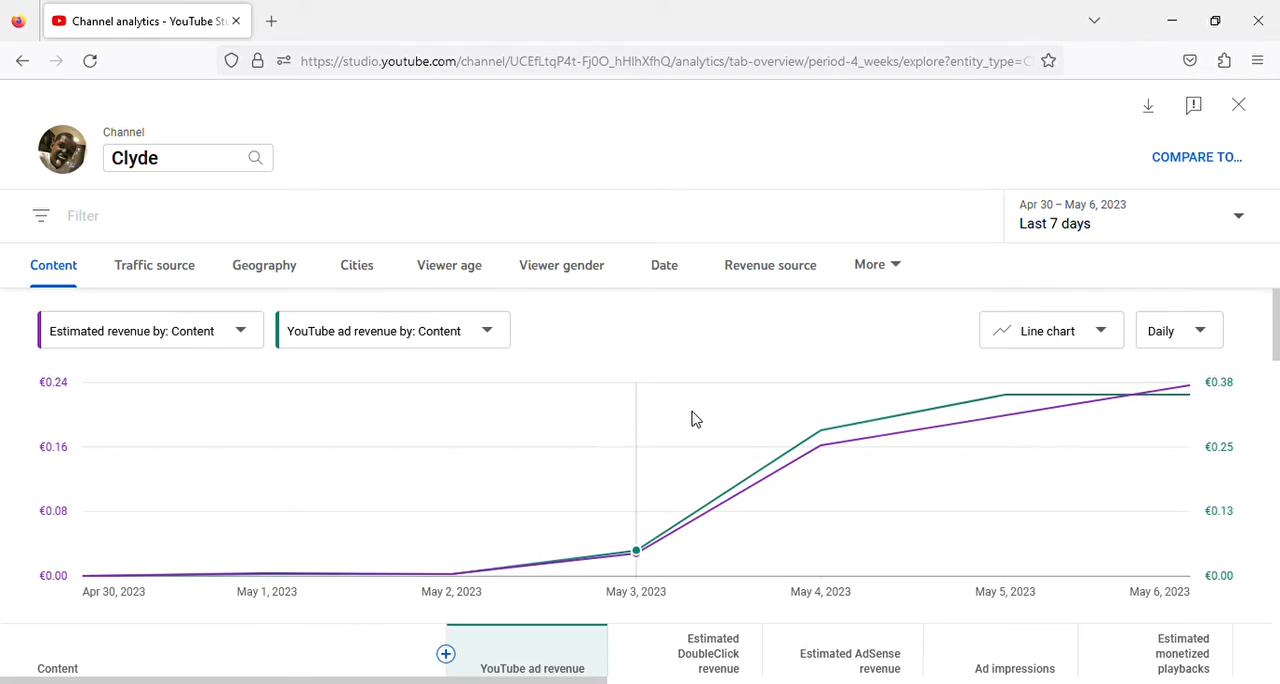 Channel analytics - YouTube St
https://studio.youtube.com/channel/UCEfLtqP4t-Fj0O_hHIhXfhQ/analytics/tab-overview/period-4_weeks/explore?entity_type=C
Channel
Clyde
COMPARE TO...
Filter
Apr 30 – May 6, 2023
Last 7 days
Content Traffic source Geography Cities Viewer age Viewer gender Date Revenue source More
Estimated revenue by: Content YouTube ad revenue by: Content Line chart Daily
€0.24 €0.38
€0.16 €0.25
€0.08 €0.13
€0.00 €0.00
Apr 30, 2023 May 1, 2023 May 2, 2023 May 3, 2023 May 4, 2023 May 5, 2023 May 6, 2023
Content
YouTube ad revenue
Estimated
DoubleClick
revenue
Estimated AdSense
revenue
Ad impressions
Estimated
monetized
playbacks